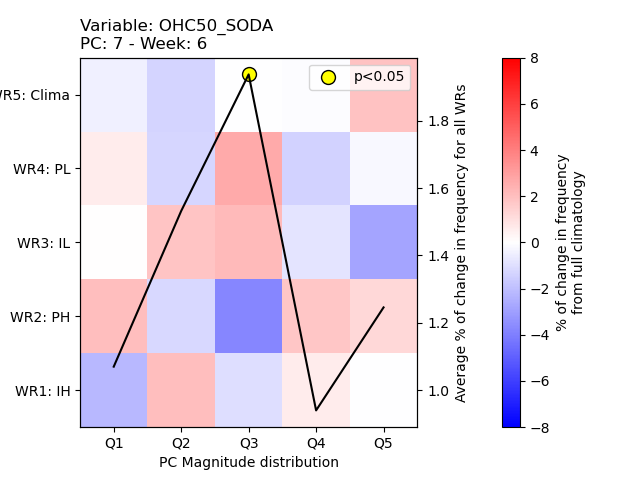 Variable: OHC50_SODA
PC: 7 - Week: 6
p<0.05
WR5: Clima
WR4: PL
WR3: IL
WR2: PH
WR1: IH
Q1 Q2 Q3 Q4 Q5
PC Magnitude distribution
1.8
1.6
1.4
1.2
1.0
Average % of change in frequency for all WRs
8
6
4
2
0
−2
−4
−6
−8
% of change in frequency
from full climatology